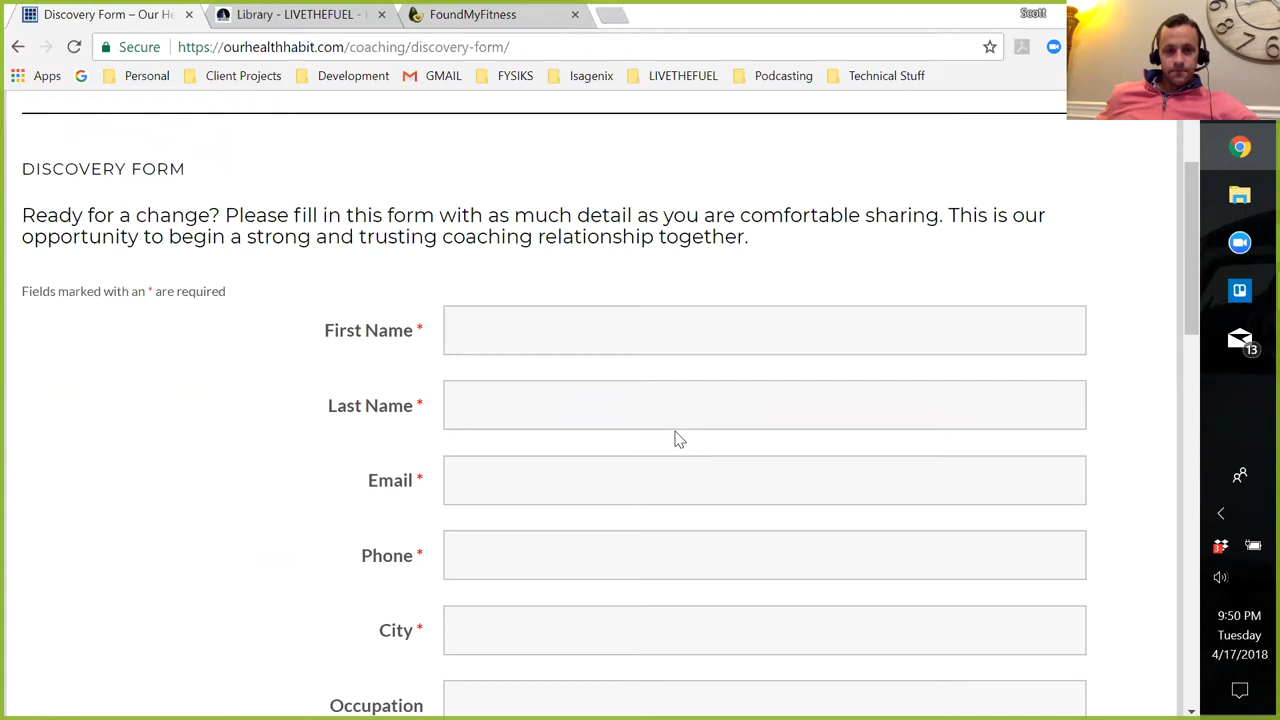 Discovery Form – Our He
Library - LIVETHEFUEL -
FoundMyFitness
Scott
Secure
https://ourhealthhabit.com/coaching/discovery-form/
Apps
Personal
Client Projects
Development
GMAIL
FYSIKS
Isagenix
LIVETHEFUEL
Podcasting
Technical Stuff
DISCOVERY FORM
Ready for a change? Please fill in this form with as much detail as you are comfortable sharing. This is our
opportunity to begin a strong and trusting coaching relationship together.
Fields marked with an * are required
First Name *
Last Name *
Email *
Phone *
City *
Occupation
13
9:50 PM
Tuesday
4/17/2018